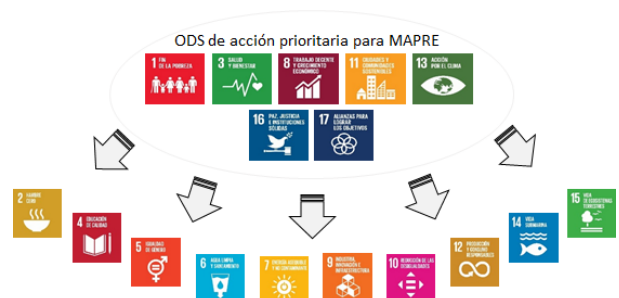 ODS de acción prioritaria para MAPRE
1 FIN
DE LA POBREZA
3 SALUD
Y BIENESTAR
8 TRABAJO DECENTE
Y CRECIMIENTO
ECONÓMICO
11 CIUDADES Y
COMUNIDADES
SOSTENIBLES
13 ACCIÓN
POR EL CLIMA
16 PAZ, JUSTICIA
E INSTITUCIONES
SÓLIDAS
17 ALIANZAS PARA
LOGRAR
LOS OBJETIVOS
2 HAMBRE
CERO
4 EDUCACIÓN
DE CALIDAD
5 IGUALDAD
DE GÉNERO
6 AGUA LIMPIA
Y SANEAMIENTO
7 ENERGÍA ASEQUIBLE
Y NO CONTAMINANTE
9 INDUSTRIA,
INNOVACIÓN E
INFRAESTRUCTURA
10 REDUCCIÓN DE LAS
DESIGUALDADES
12 PRODUCCIÓN
Y CONSUMO
RESPONSABLES
14 VIDA
SUBMARINA
15 VIDA
DE ECOSISTEMAS
TERRESTRES